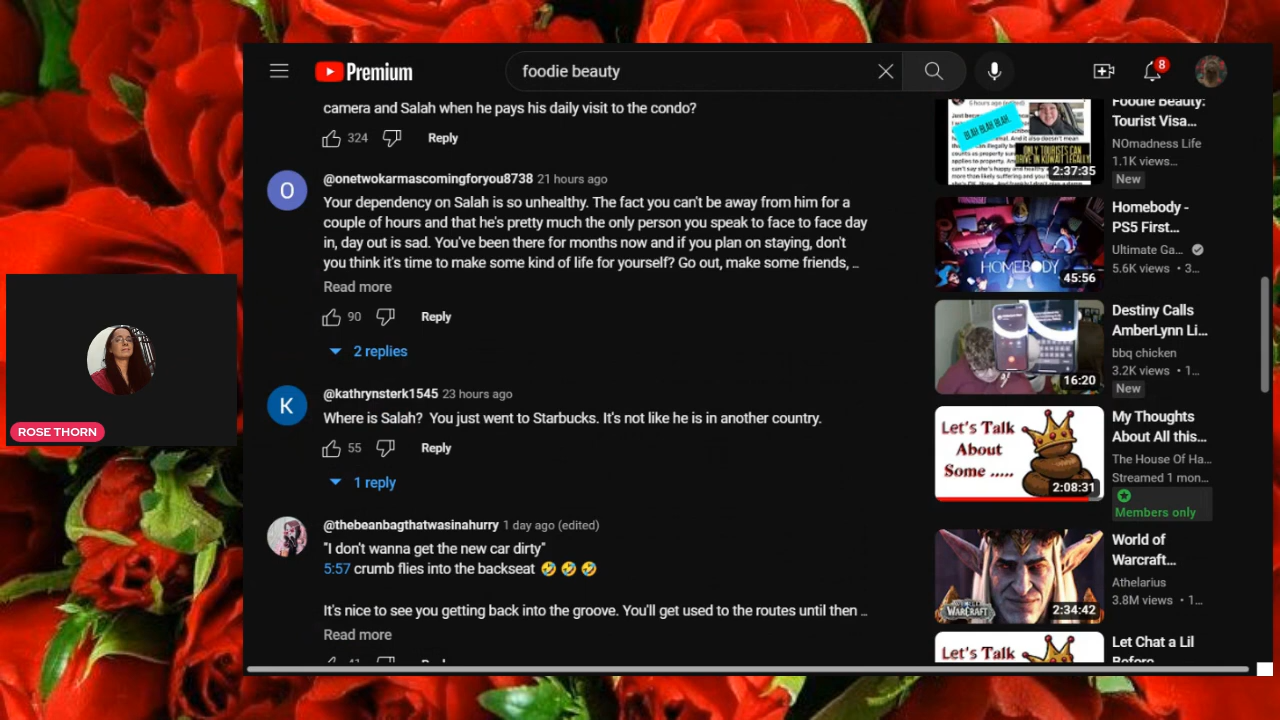 Premium
foodie beauty
8
camera and Salah when he pays his daily visit to the condo?
324 Reply
O
@onetwokarmascomingforyou8738 21 hours ago
Your dependency on Salah is so unhealthy. The fact you can't be away from him for a
couple of hours and that he's pretty much the only person you speak to face to face day
in, day out is sad. You've been there for months now and if you plan on staying, don't
you think it's time to make some kind of life for yourself? Go out, make some friends, ...
Read more
90 Reply
2 replies
K
@kathrynsterk1545 23 hours ago
Where is Salah? You just went to Starbucks. It's not like he is in another country.
55 Reply
1 reply
@thebeanbagthatwasinahurry 1 day ago (edited)
"I don't wanna get the new car dirty"
5:57 crumb flies into the backseat 🤣 🤣 🤣
It's nice to see you getting back into the groove. You'll get used to the routes until then ...
Read more
ROSE THORN
BLAH BLAH BLAH.
ONLY TOURISTS CAN
DRIVE IN KUWAIT LEGALLY
2:37:35
Foodie Beauty:
Tourist Visa...
NOmadness Life
1.1K views...
New
HOMEBODY
45:56
Homebody -
PS5 First...
Ultimate Ga...
5.6K views • 3...
16:20
Destiny Calls
AmberLynn Li...
bbq chicken
3.2K views • 1...
New
Let's Talk
About
Some .....
2:08:31
My Thoughts
About All this...
The House Of Ha...
Streamed 1 mon...
Members only
WARCRAFT
2:34:42
World of
Warcraft...
Athelarius
3.8M views • 1...
Let's Talk
Let Chat a Lil
Before